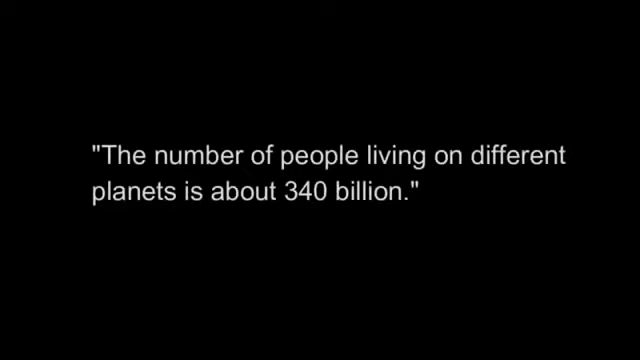 "The number of people living on different
planets is about 340 billion."